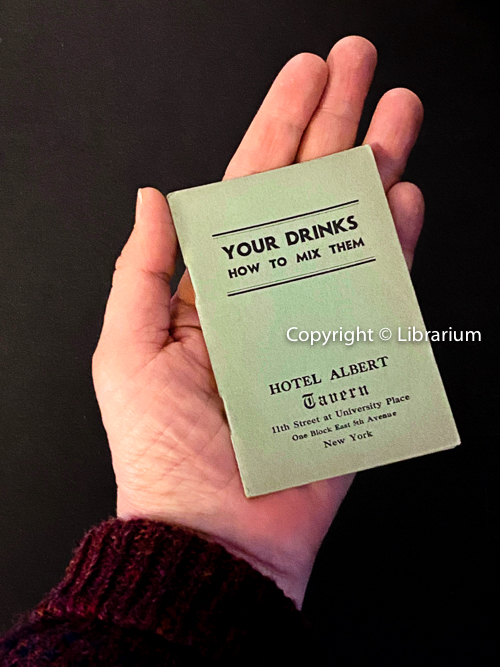 YOUR DRINKS
HOW TO MIX THEM
Copyright © Librarium
HOTEL ALBERT
Tavern
11th Street at University Place
One Block East 5th Avenue
New York